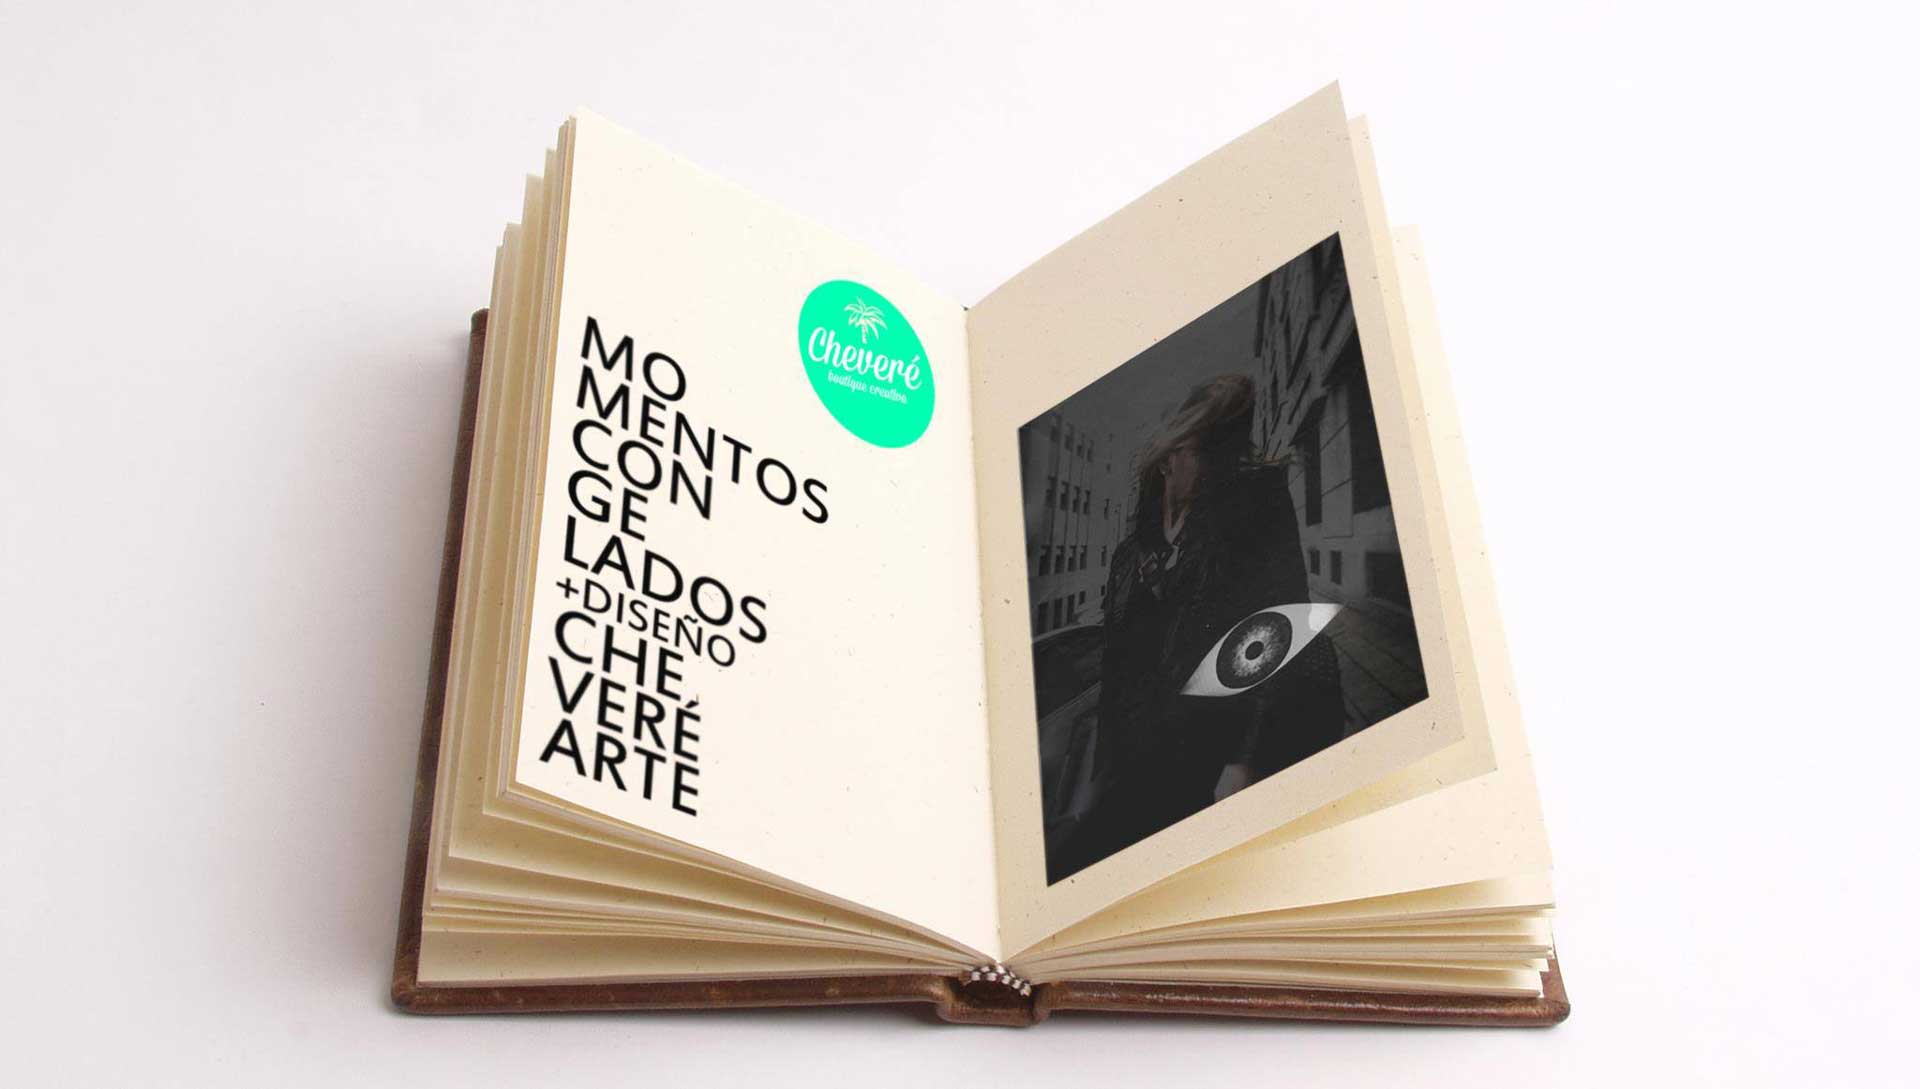 Cheveré
boutique creativa
MO
MENTOS
CON
GE
LADOS
+DISEÑO
CHE
VERÉ
ARTE